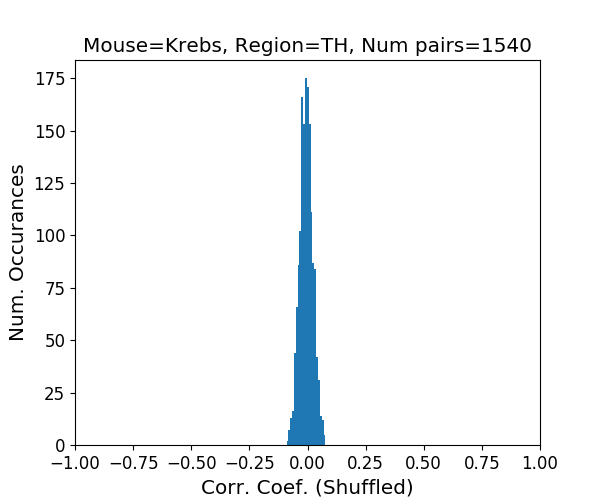 Mouse=Krebs, Region=TH, Num pairs=1540
175
150
125
100
75
50
25
0
Num. Occurances
−1.00 −0.75 −0.50 −0.25 0.00 0.25 0.50 0.75 1.00
Corr. Coef. (Shuffled)